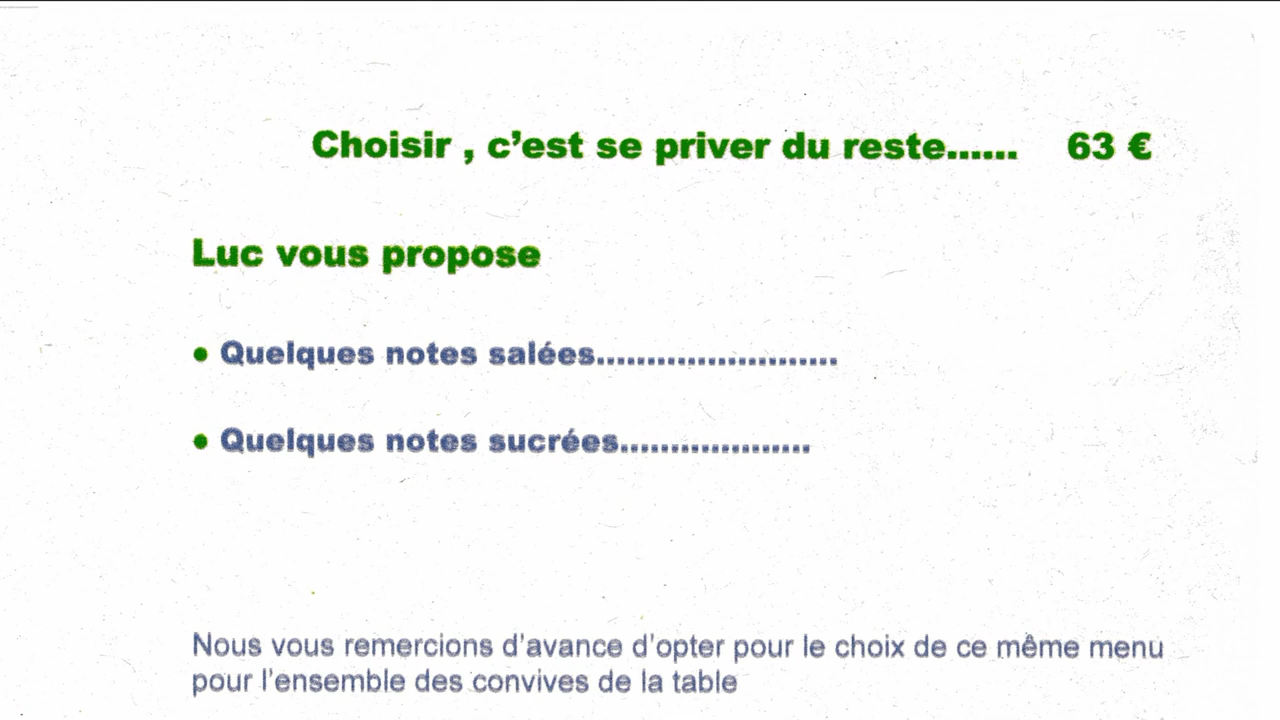 Choisir , c'est se priver du reste...... 63 €
Luc vous propose
• Quelques notes salées........................
• Quelques notes sucrées...................
Nous vous remercions d'avance d'opter pour le choix de ce même menu
pour l'ensemble des convives de la table